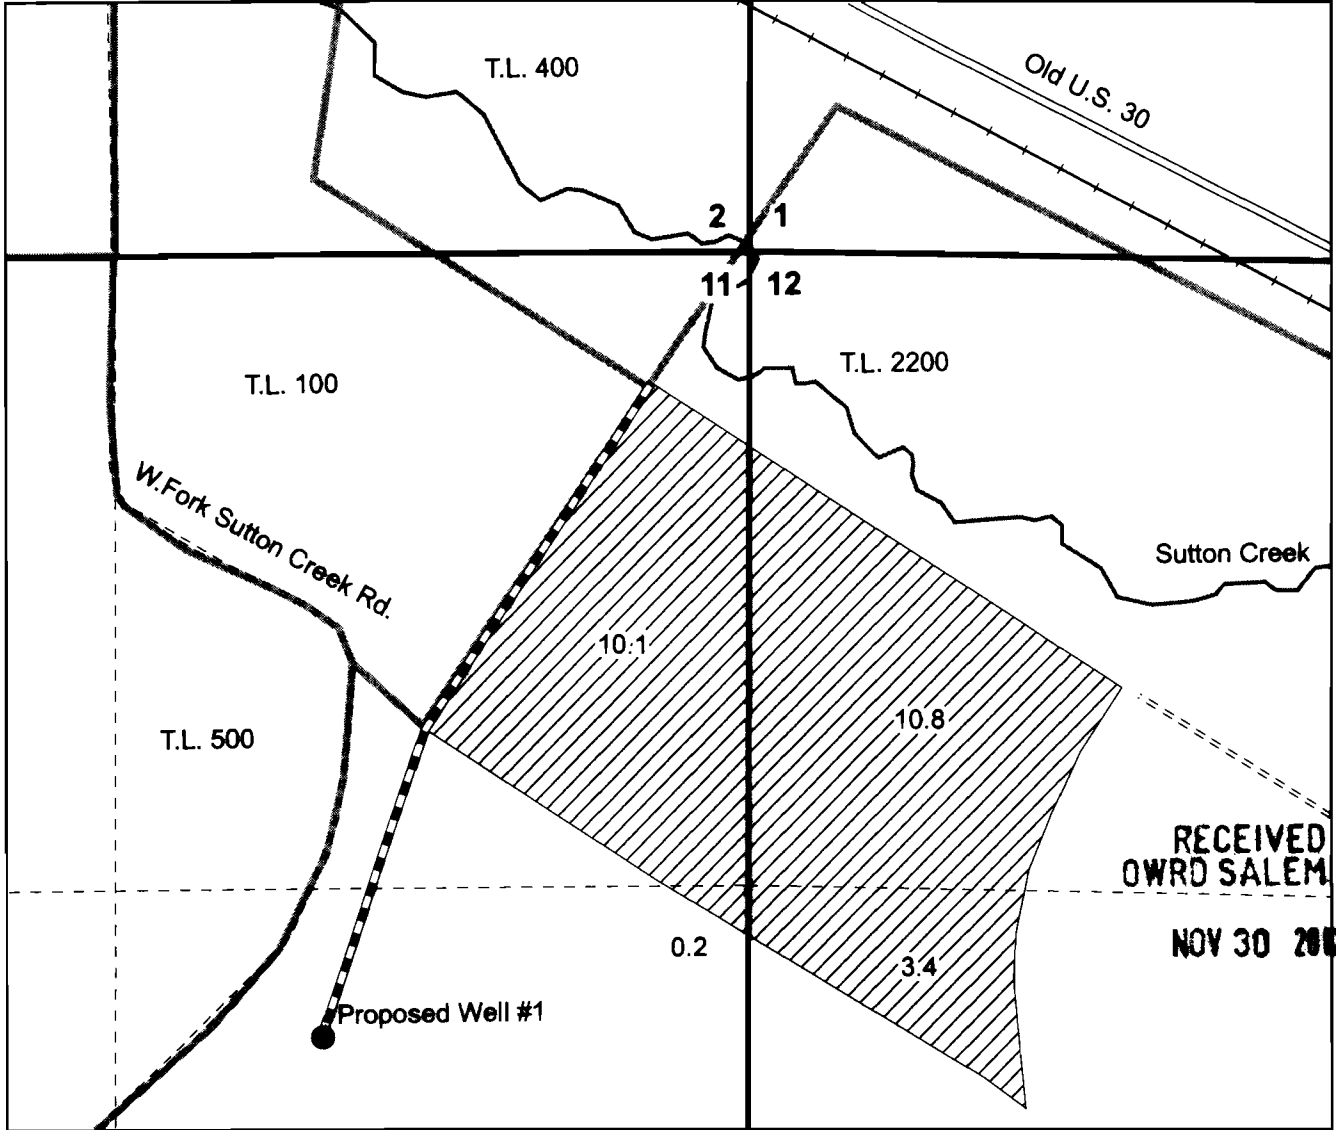 T.L. 400
Old U.S. 30
2 1
11 12
T.L. 2200
T.L. 100
W.Fork Sutton Creek Rd.
Sutton Creek
10.1
10.8
T.L. 500
RECEIVED
OWRD SALEM
0.2
3.4
NOV 30
Proposed Well #1